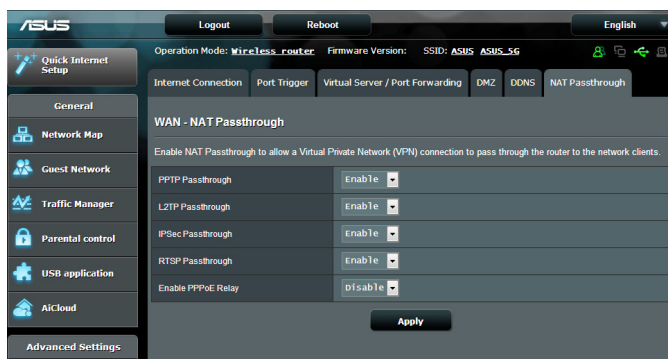 ASUS
Logout
Reboot
English
Operation Mode: Wireless router Firmware Version: SSID: ASUS ASUS_5G
Quick Internet
Setup
Internet Connection
Port Trigger
Virtual Server / Port Forwarding
DMZ
DDNS
NAT Passthrough
General
Network Map
Guest Network
Traffic Manager
Parental control
USB application
AiCloud
Advanced Settings
WAN - NAT Passthrough
Enable NAT Passthrough to allow a Virtual Private Network (VPN) connection to pass through the router to the network clients.
PPTP Passthrough Enable
L2TP Passthrough Enable
IPSec Passthrough Enable
RTSP Passthrough Enable
Enable PPPoE Relay Disable
Apply